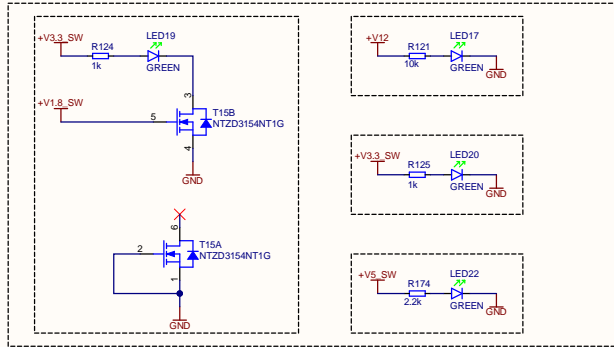 +V3.3_SW
R124
1k
LED19
GREEN
+V1.8_SW
3
5
4
T15B
NTZD3154NT1G
GND
6
2
1
T15A
NTZD3154NT1G
GND
+V12
R121
10k
LED17
GREEN
GND
+V3.3_SW
R125
1k
LED20
GREEN
GND
+V5_SW
R174
2.2k
LED22
GREEN
GND